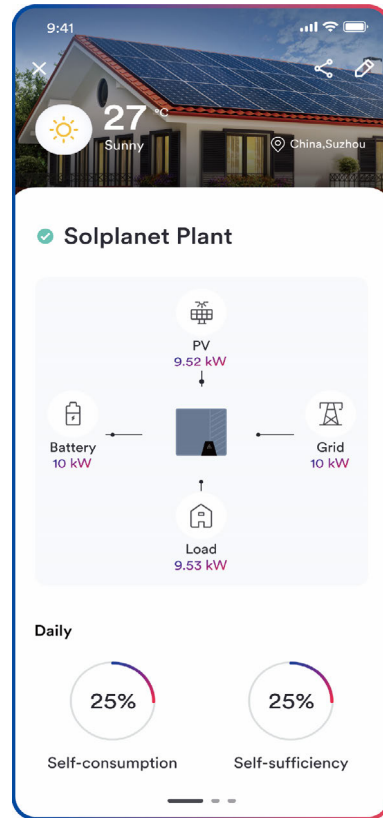 9:41
27 °C
Sunny
China,Suzhou
Solplanet Plant
PV
9.52 kW
Battery
10 kW
Grid
10 kW
Load
9.53 kW
Daily
25%
25%
Self-consumption
Self-sufficiency